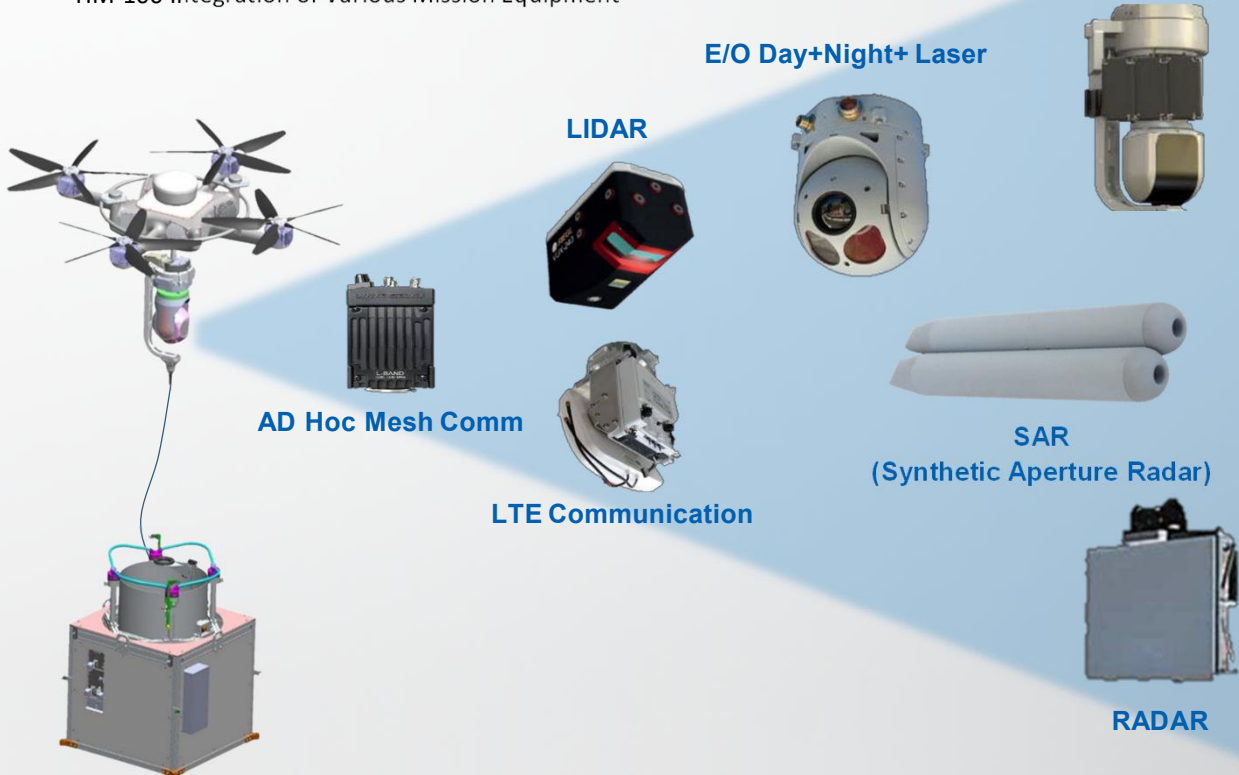 Integration of Various Mission Equipment
E/O Day+Night+ Laser
LIDAR
AD Hoc Mesh Comm
L-BAND
LTE Communication
SAR
(Synthetic Aperture Radar)
RADAR